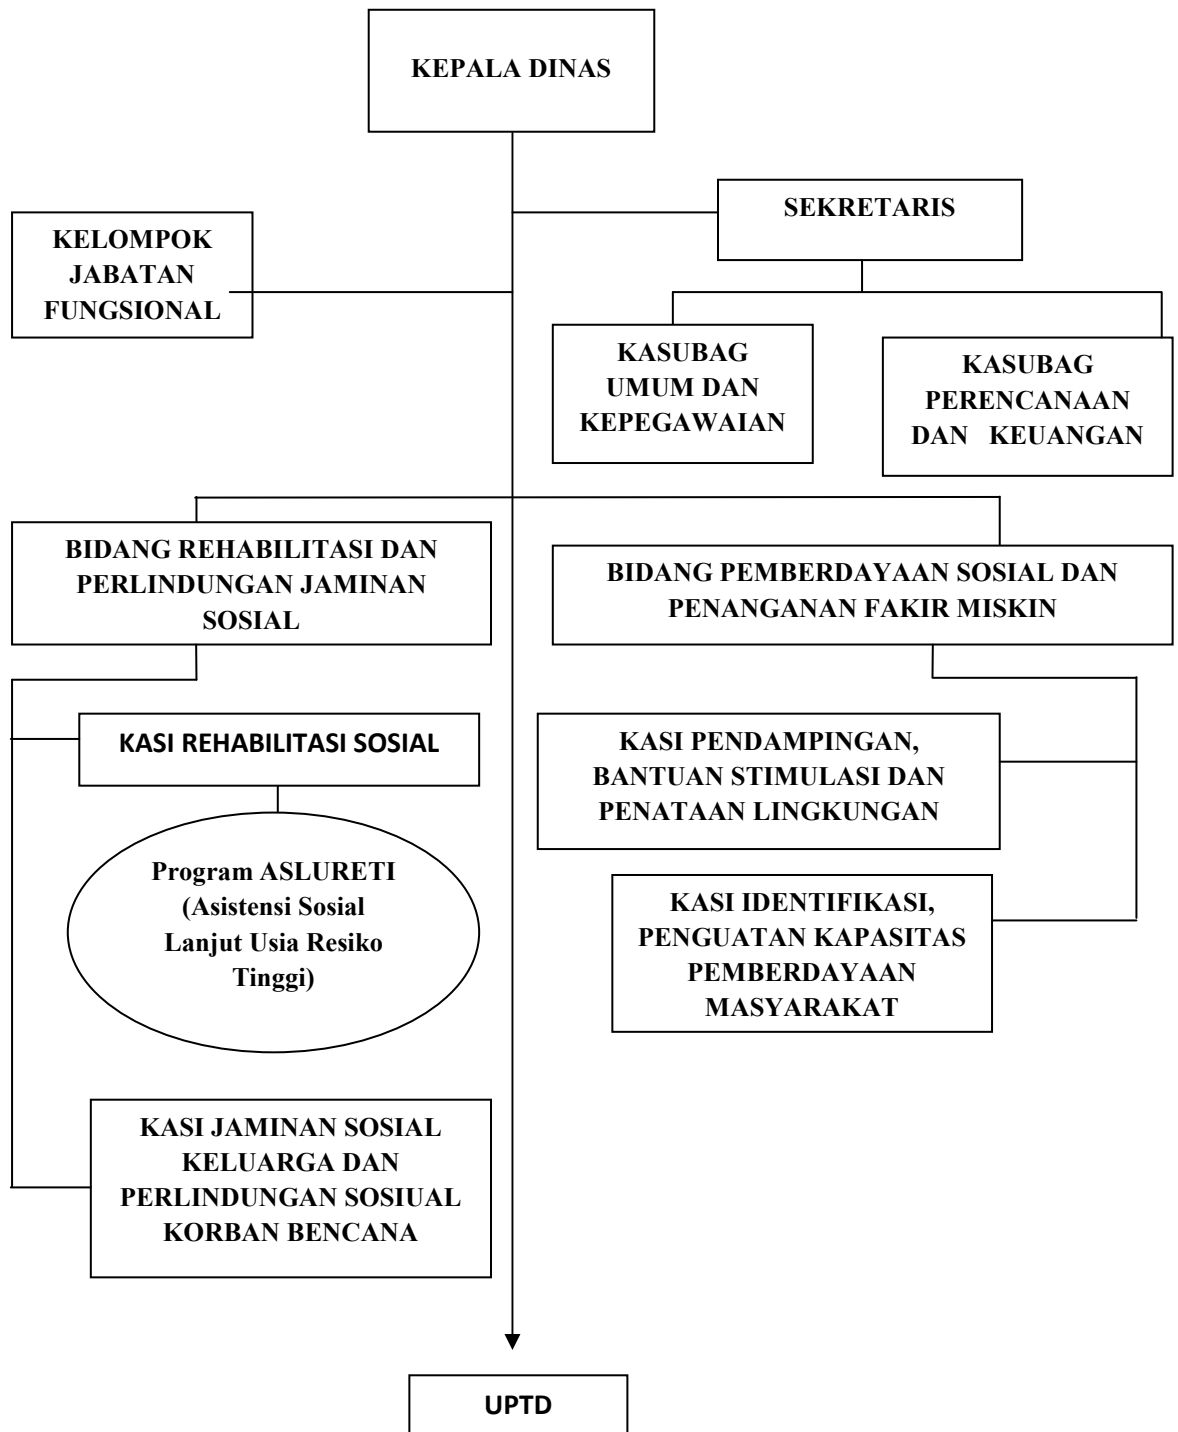 KEPALA DINAS
SEKRETARIS
KELOMPOK
JABATAN
FUNGSIONAL
KASUBAG
UMUM DAN
KEPEGAWAIAN
KASUBAG
PERENCANAAN
DAN KEUANGAN
BIDANG REHABILITASI DAN
PERLINDUNGAN JAMINAN
SOSIAL
BIDANG PEMBERDAYAAN SOSIAL DAN
PENANGANAN FAKIR MISKIN
KASI REHABILITASI SOSIAL
Program ASLURETI
(Asistensi Sosial
Lanjut Usia Resiko
Tinggi)
KASI JAMINAN SOSIAL
KELUARGA DAN
PERLINDUNGAN SOSIUAL
KORBAN BENCANA
KASI PENDAMPINGAN,
BANTUAN STIMULASI DAN
PENATAAN LINGKUNGAN
KASI IDENTIFIKASI,
PENGUATAN KAPASITAS
PEMBERDAYAAN
MASYARAKAT
UPTD